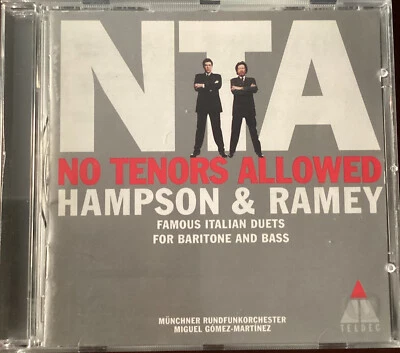 NTA
NO TENORS ALLOWED
HAMPSON & RAMEY
FAMOUS ITALIAN DUETS
FOR BARITONE AND BASS
MÜNCHNER RUNDFUNKORCHESTER
MIGUEL GÓMEZ-MARTÍNEZ
TELDEC